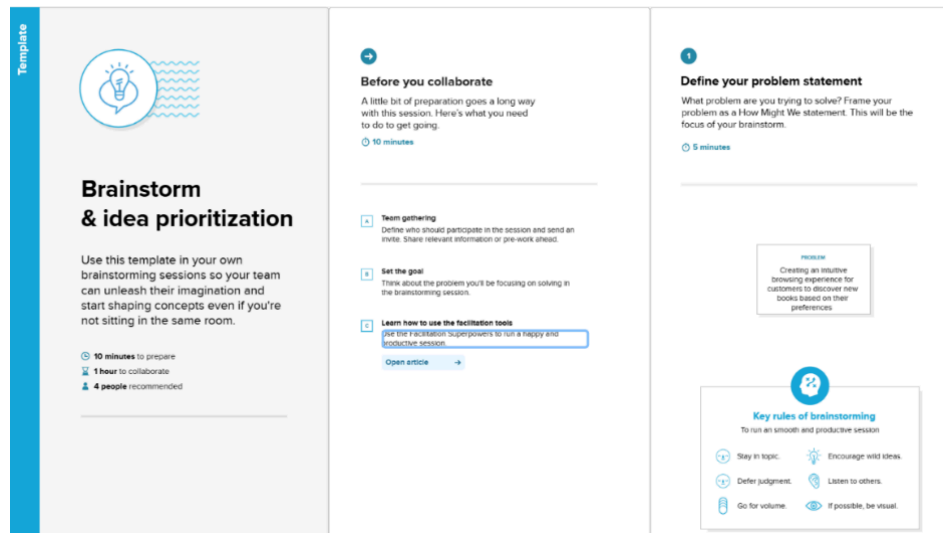 Template
Brainstorm
& idea prioritization
Use this template in your own
brainstorming sessions so your team
can unleash their imagination and
start shaping concepts even if you're
not sitting in the same room.
10 minutes to prepare
1 hour to collaborate
4 people recommended
Before you collaborate
A little bit of preparation goes a long way
with this session. Here's what you need
to do to get going.
10 minutes
A
Team gathering
Define who should participate in the session and send an
invite. Share relevant information or pre-work ahead.
B
Set the goal
Think about the problem you'll be focusing on solving in
the brainstorming session.
C
Learn how to use the facilitation tools
Use the Facilitation Superpowers to run a happy and
productive session.
Open article
1
Define your problem statement
What problem are you trying to solve? Frame your
problem as a How Might We statement. This will be the
focus of your brainstorm.
5 minutes
PROBLEM
Creating an intuitive
browsing experience for
customers to discover new
books based on their
preferences
Key rules of brainstorming
To run an smooth and productive session
Stay in topic.
Encourage wild ideas.
Defer judgment.
Listen to others.
Go for volume.
If possible, be visual.